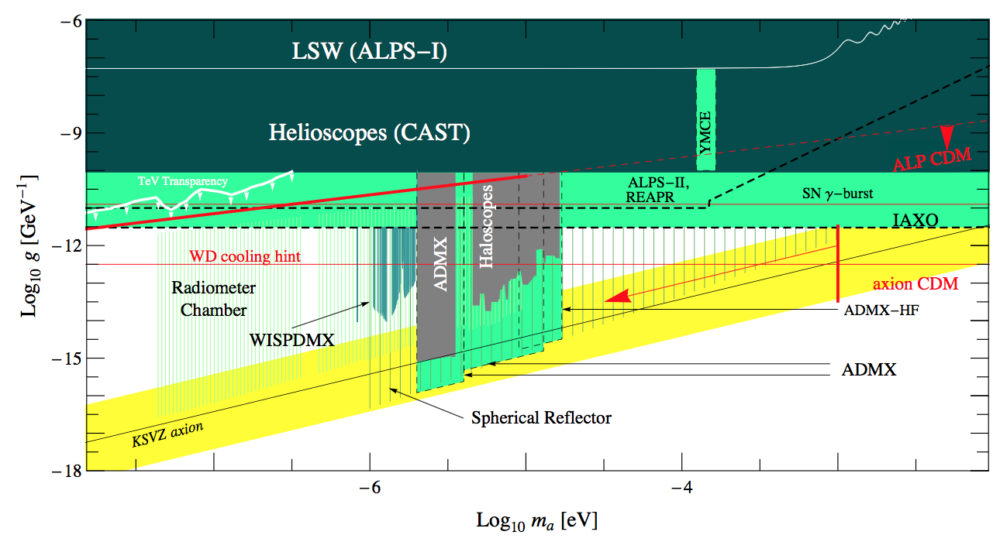 −6
LSW (ALPS−I)
Helioscopes (CAST)
YMCE
−9
ALP CDM
TeV Transparency
ALPS−II,
REAPR
SN γ−burst
IAXO
Log₁₀ g [GeV⁻¹]
−12
WD cooling hint
ADMX
Haloscopes
Radiometer
Chamber
axion CDM
ADMX−HF
WISPDMX
−15
ADMX
Spherical Reflector
KSVZ axion
−18
−6
−4
Log₁₀ mₐ [eV]